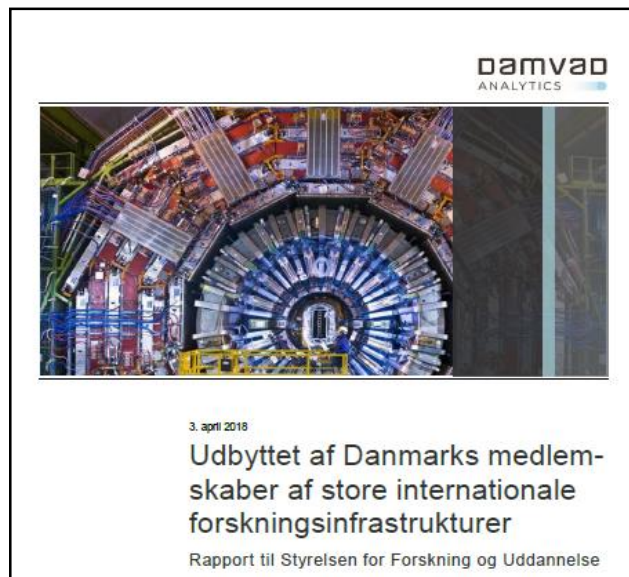 DAMVAD
ANALYTICS
3. april 2018
Udbyttet af Danmarks medlem-
skaber af store internationale
forskningsinfrastrukturer
Rapport til Styrelsen for Forskning og Uddannelse